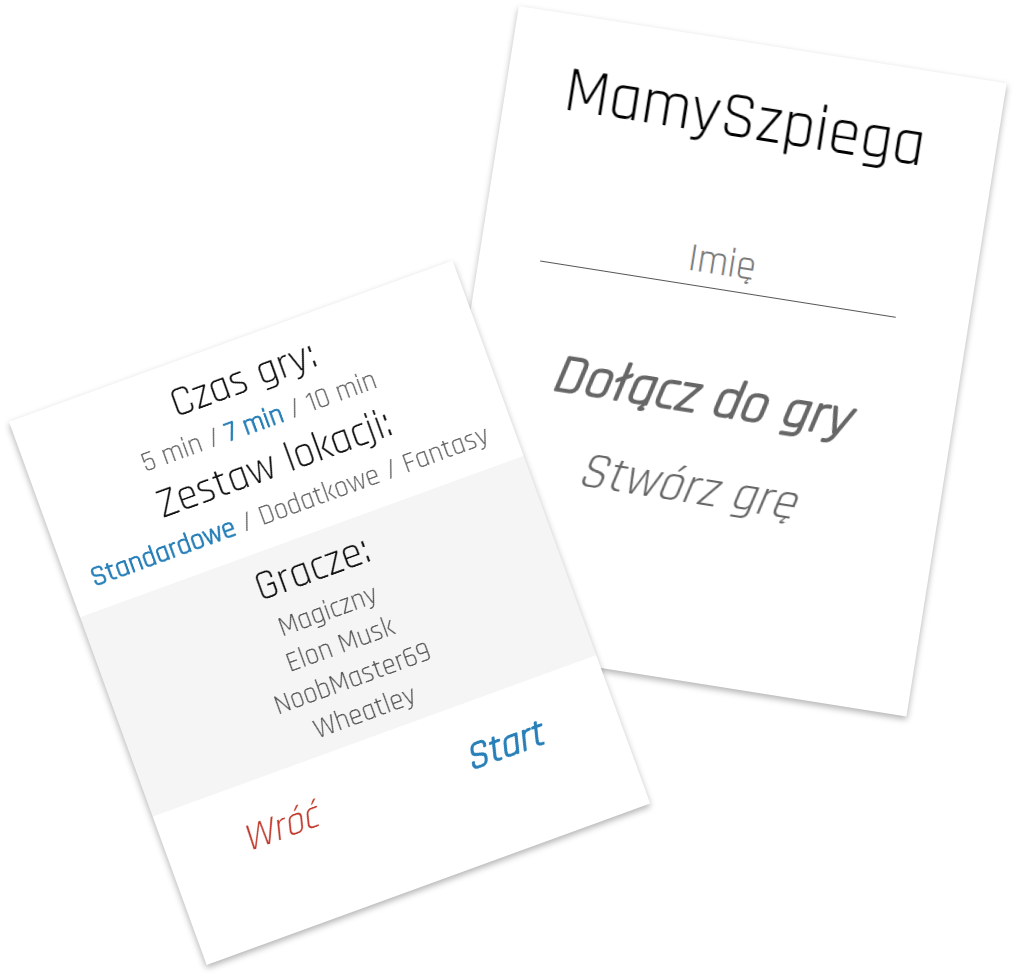 MamySzpiega
Imię
Dołącz do gry
Stwórz grę
Czas gry:
5 min / 7 min / 10 min
Zestaw lokacji:
Standardowe / Dodatkowe / Fantasy
Gracze:
Magiczny
Elon Musk
NoobMaster69
Wheatley
Wróć
Start